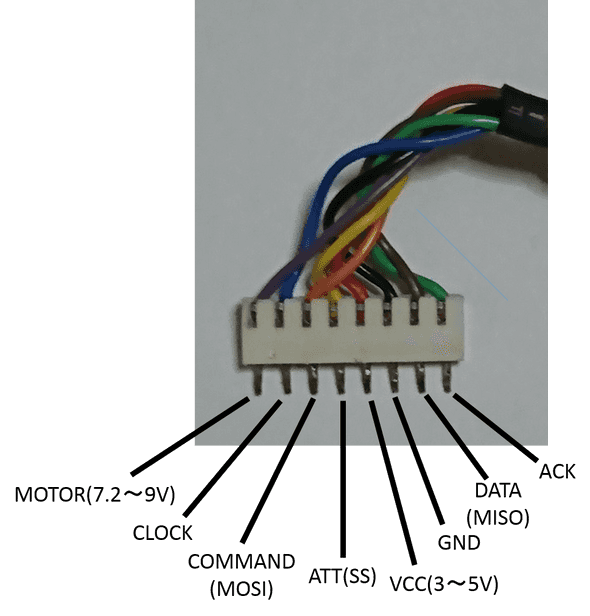 MOTOR(7.2～9V)
CLOCK
COMMAND
(MOSI)
ATT(SS)
VCC(3～5V)
GND
DATA
(MISO)
ACK